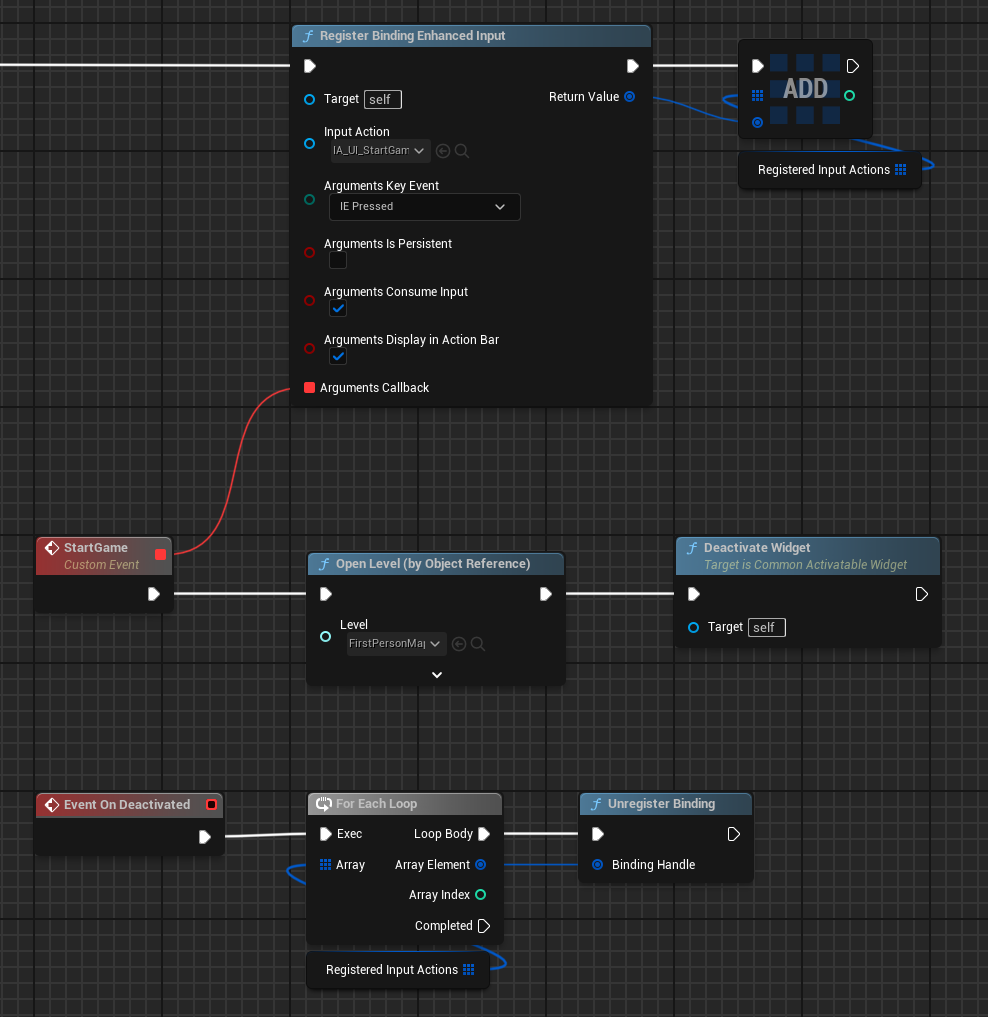 Register Binding Enhanced Input
Target self
Return Value
Input Action
IA_UI_StartGam
Arguments Key Event
IE Pressed
Arguments Is Persistent
Arguments Consume Input
Arguments Display in Action Bar
Arguments Callback
ADD
Registered Input Actions
StartGame
Custom Event
Open Level (by Object Reference)
Level
FirstPersonMap
Deactivate Widget
Target is Common Activatable Widget
Target self
Event On Deactivated
For Each Loop
Exec Loop Body
Array Array Element
Array Index
Completed
Registered Input Actions
Unregister Binding
Binding Handle